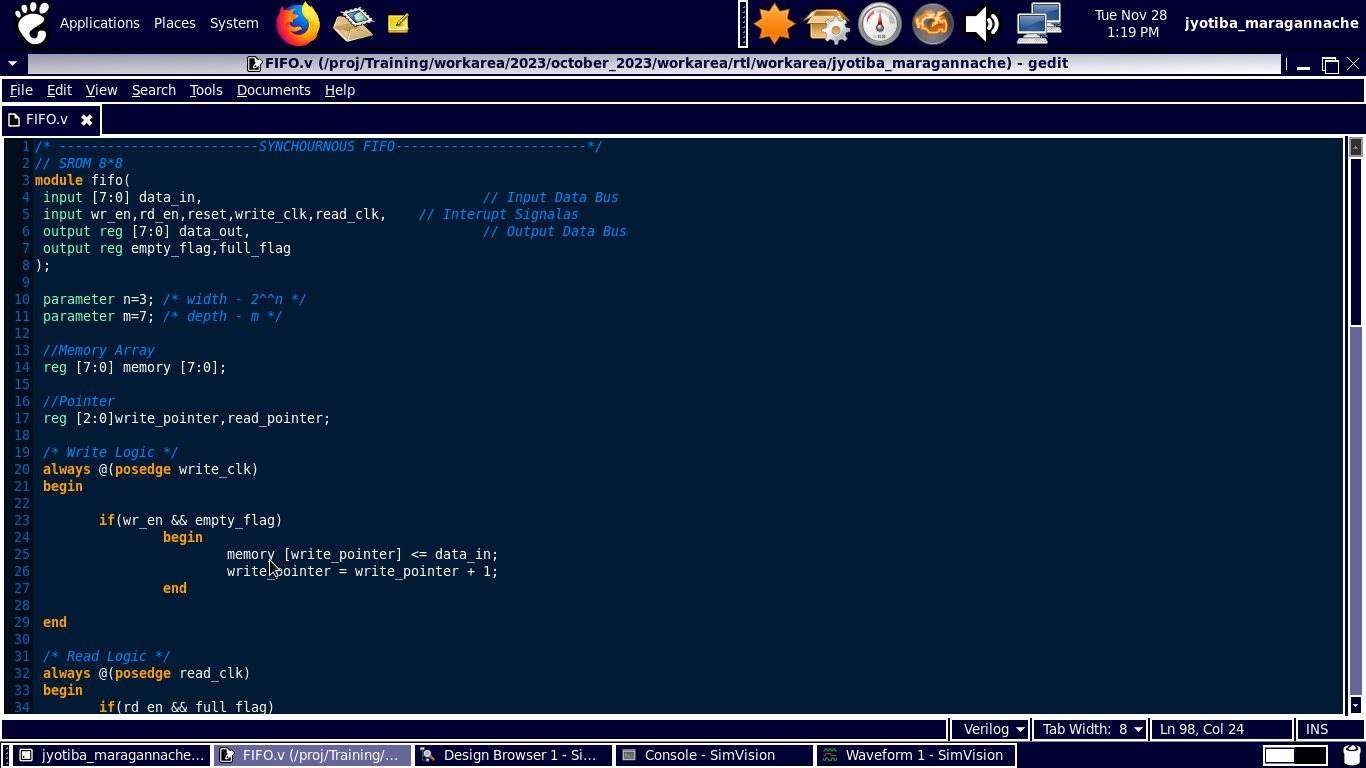 Applications Places System
Tue Nov 28
1:19 PM
jyotiba_maragannache
FIFO.v (/proj/Training/workarea/2023/october_2023/workarea/rtl/workarea/jyotiba_maragannache) - gedit
File Edit View Search Tools Documents Help
FIFO.v
1 /* -------------------------SYNCHOURNOUS FIFO------------------------*/
2 // SROM 8*8
3 module fifo(
4 input [7:0] data_in, // Input Data Bus
5 input wr_en,rd_en,reset,write_clk,read_clk, // Interupt Signalas
6 output reg [7:0] data_out, // Output Data Bus
7 output reg empty_flag,full_flag
8 );
9
10 parameter n=3; /* width - 2^^n */
11 parameter m=7; /* depth - m */
12
13 //Memory Array
14 reg [7:0] memory [7:0];
15
16 //Pointer
17 reg [2:0]write_pointer,read_pointer;
18
19 /* Write Logic */
20 always @(posedge write_clk)
21 begin
22
23 if(wr_en && empty_flag)
24 begin
25 memory [write_pointer] <= data_in;
26 write_pointer = write_pointer + 1;
27 end
28
29 end
30
31 /* Read Logic */
32 always @(posedge read_clk)
33 begin
34 if(rd_en && full_flag)
Verilog Tab Width: 8 Ln 98, Col 24 INS
jyotiba_maragannache... FIFO.v (/proj/Training/... Design Browser 1 - Si... Console - SimVision Waveform 1 - SimVision